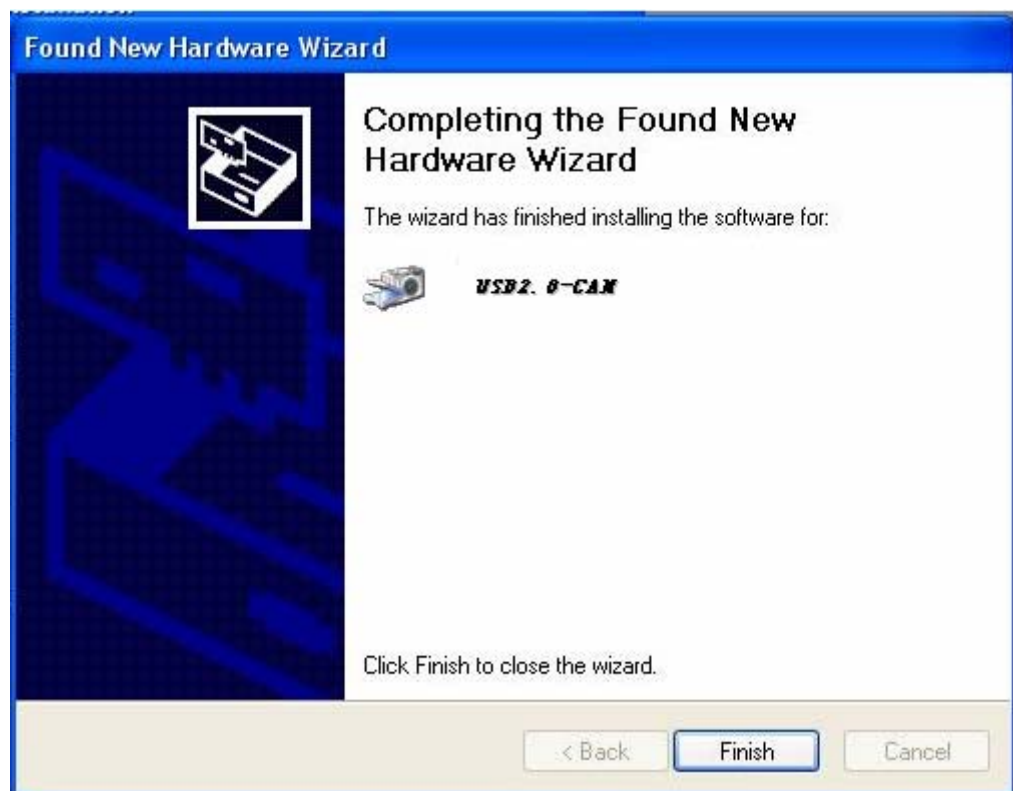 Found New Hardware Wizard
Completing the Found New
Hardware Wizard
The wizard has finished installing the software for:
USB2. 0-CAM
Click Finish to close the wizard.
< Back
Finish
Cancel